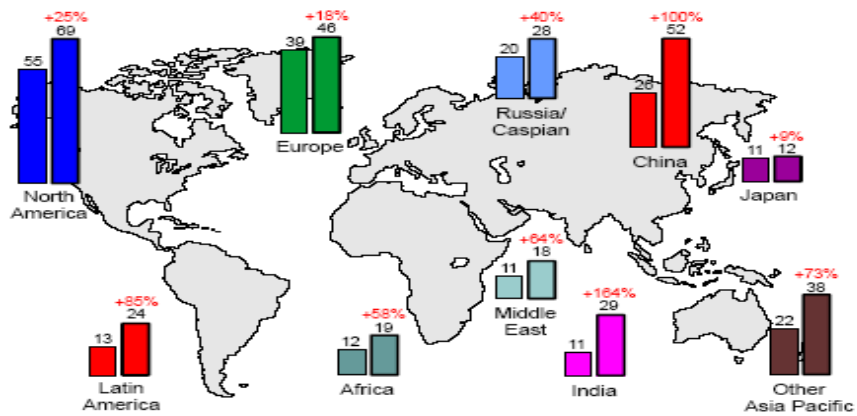 +25%
69
55
North
America
+18%
46
39
Europe
+40%
28
20
Russia/
Caspian
+100%
52
26
China
+9%
11 12
Japan
+64%
18
11
Middle
East
+85%
24
13
Latin
America
+58%
19
12
Africa
+164%
29
11
India
+73%
38
22
Other
Asia Pacific